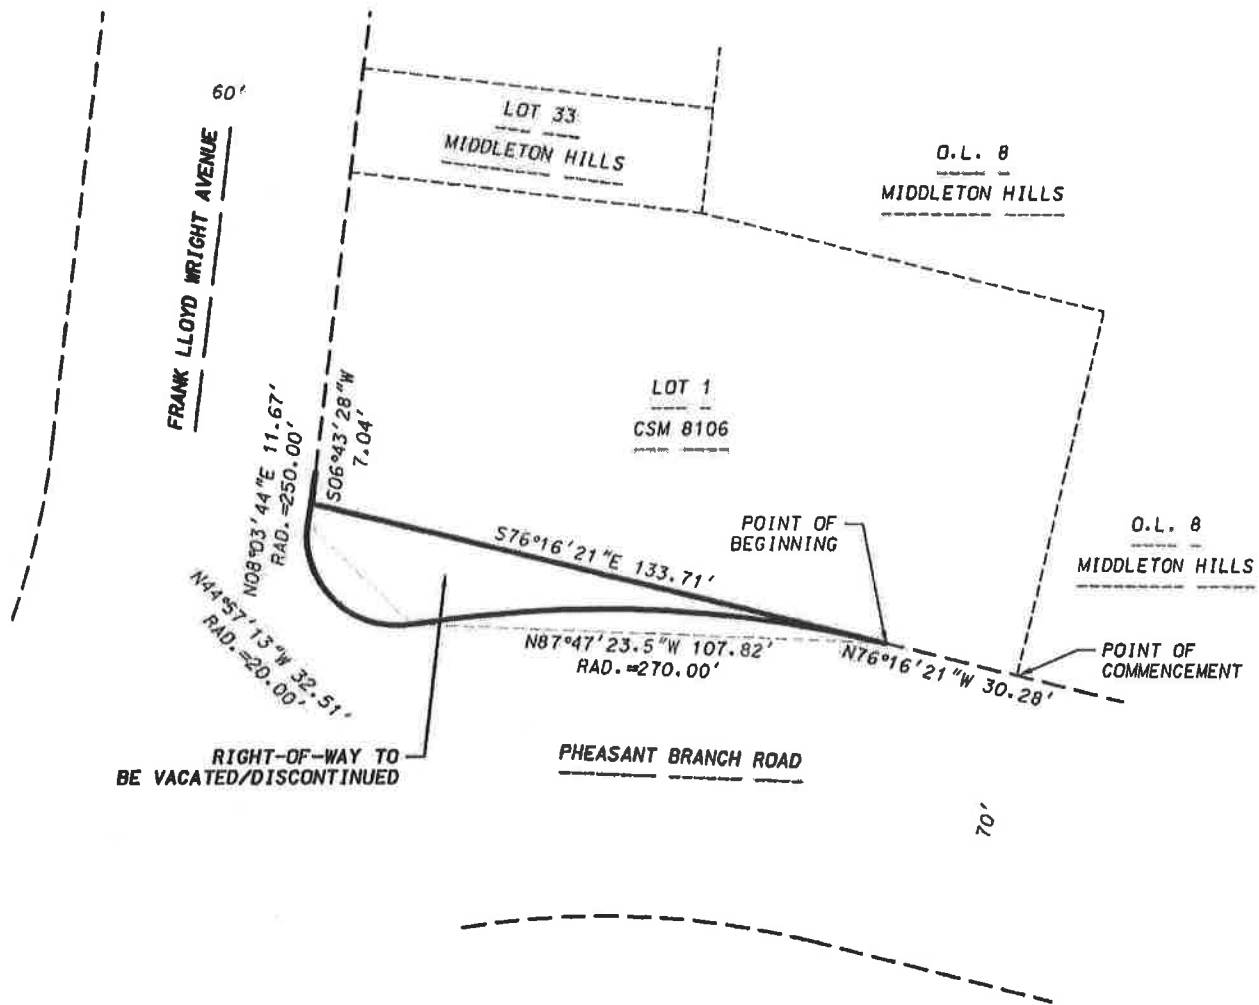 60'
LOT 33
MIDDLETON HILLS
O.L. 8
MIDDLETON HILLS
FRANK LLOYD WRIGHT AVENUE
LOT 1
CSM 8106
S06°43'28"W
7.04'
N08°03'44"E 11.67'
RAD.=250.00'
S76°16'21"E 133.71'
POINT OF
BEGINNING
O.L. 8
MIDDLETON HILLS
N44°57'13"W 32.51'
RAD.=20.00'
N87°47'23.5"W 107.82'
RAD.=270.00'
N76°16'21"W 30.28'
POINT OF
COMMENCEMENT
RIGHT-OF-WAY TO
BE VACATED/DISCONTINUED
PHEASANT BRANCH ROAD
70'